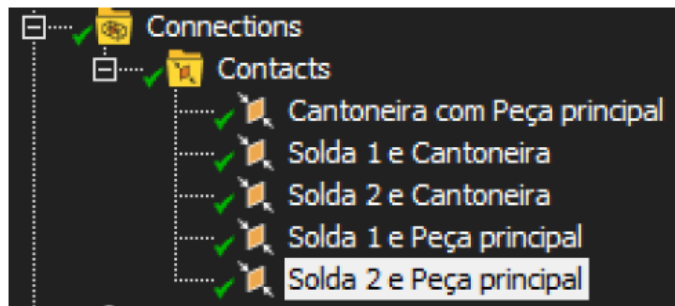 Connections
Contacts
Cantoneira com Peça principal
Solda 1 e Cantoneira
Solda 2 e Cantoneira
Solda 1 e Peça principal
Solda 2 e Peça principal